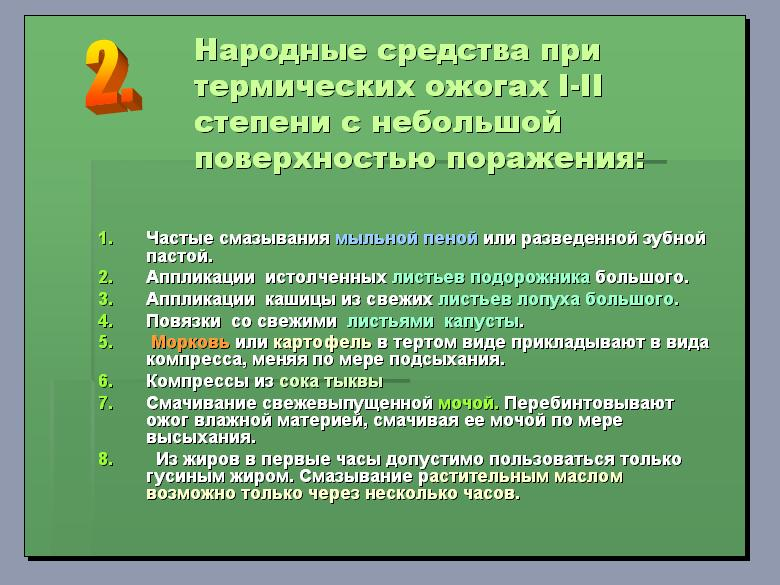 2.
Народные средства при
термических ожогах I-II
степени с небольшой
поверхностью поражения:
1. Частые смазывания мыльной пеной или разведенной зубной
пастой.
2. Аппликации истолченных листьев подорожника большого.
3. Аппликации кашицы из свежих листьев лопуха большого.
4. Повязки со свежими листьями капусты.
5. Морковь или картофель в тертом виде прикладывают в вида
компресса, меняя по мере подсыхания.
6. Компрессы из сока тыквы
7. Смачивание свежевыпущенной мочой. Перебинтовывают
ожог влажной материей, смачивая ее мочой по мере
высыхания.
8. Из жиров в первые часы допустимо пользоваться только
гусиным жиром. Смазывание растительным маслом
возможно только через несколько часов.